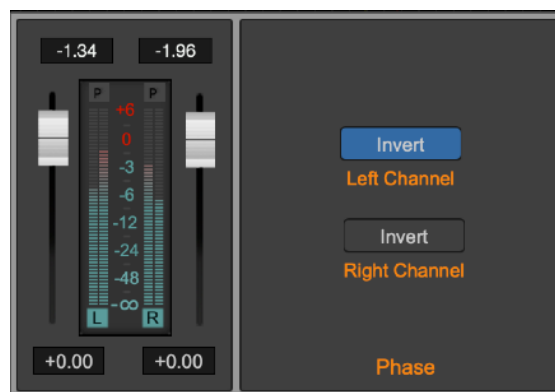 -1.34 -1.96
P P
+6
0
-3
-6
-12
-24
-48
-∞
L R
+0.00 +0.00
Invert
Left Channel
Invert
Right Channel
Phase